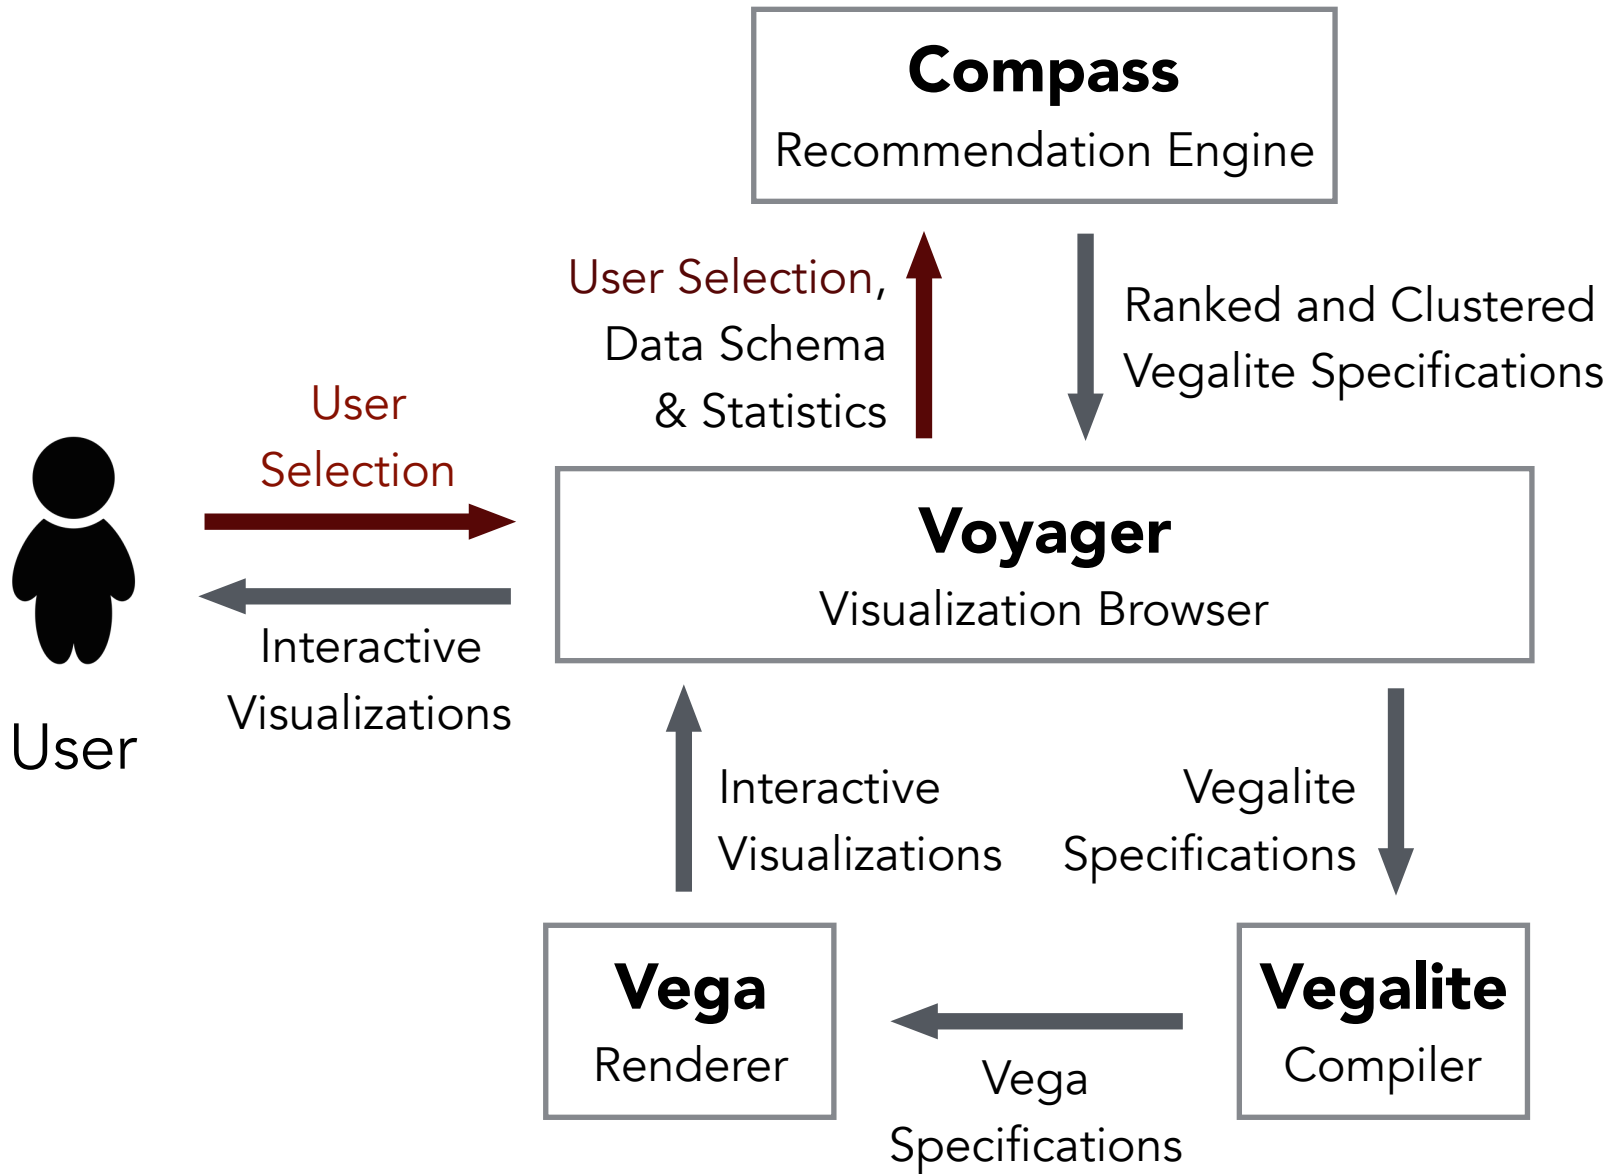 Compass
Recommendation Engine
User Selection,
Data Schema
& Statistics
Ranked and Clustered
Vegalite Specifications
User
Selection
Voyager
Visualization Browser
Interactive
Visualizations
User
Interactive
Visualizations
Vegalite
Specifications
Vega
Renderer
Vegalite
Compiler
Vega
Specifications